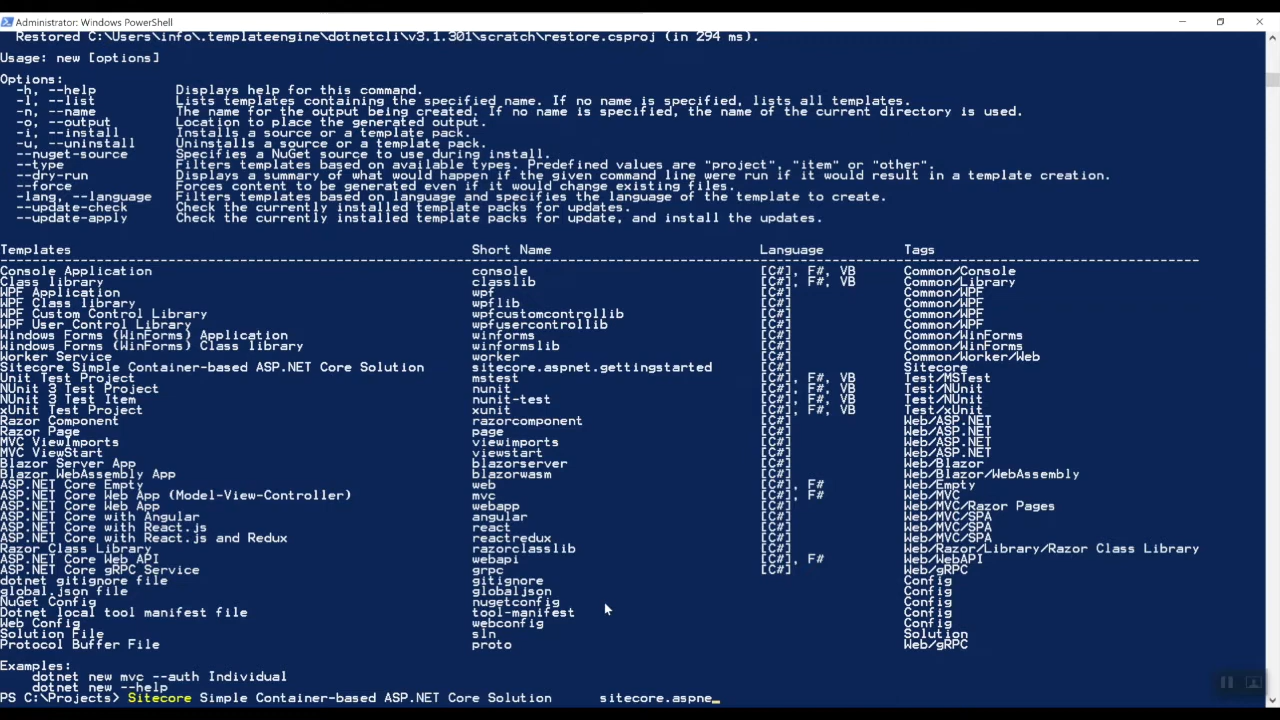 Administrator: Windows PowerShell
Restored C:\Users\info\.templateengine\dotnetcli\v3.1.301\scratch\restore.csproj (in 294 ms).
Usage: new [options]
Options:
-h, --help Displays help for this command.
-l, --list Lists templates containing the specified name. If no name is specified, lists all templates.
-n, --name The name for the output being created. If no name is specified, the name of the current directory is used.
-o, --output Location to place the generated output.
-i, --install Installs a source or a template pack.
-u, --uninstall Uninstalls a source or a template pack.
--nuget-source Specifies a NuGet source to use during install.
--type Filters templates based on available types. Predefined values are "project", "item" or "other".
--dry-run Displays a summary of what would happen if the given command line were run if it would result in a template creation.
--force Forces content to be generated even if it would change existing files.
-lang, --language Filters templates based on language and specifies the language of the template to create.
--update-check Check the currently installed template packs for updates.
--update-apply Check the currently installed template packs for update, and install the updates.
Templates Short Name Language Tags
----------------------------------------------------------------------------------------------------------------------------------------------------
Console Application console [C#], F#, VB Common/Console
Class library classlib [C#], F#, VB Common/Library
WPF Application wpf [C#] Common/WPF
WPF Class library wpflib [C#] Common/WPF
WPF Custom Control Library wpfcustomcontrollib [C#] Common/WPF
WPF User Control Library wpfusercontrollib [C#] Common/WPF
Windows Forms (WinForms) Application winforms [C#] Common/WinForms
Windows Forms (WinForms) Class library winformslib [C#] Common/WinForms
Worker Service worker [C#] Common/Worker/Web
Sitecore Simple Container-based ASP.NET Core Solution sitecore.aspnet.gettingstarted [C#] Sitecore
Unit Test Project mstest [C#], F#, VB Test/MSTest
NUnit 3 Test Project nunit [C#], F#, VB Test/NUnit
NUnit 3 Test Item nunit-test [C#], F#, VB Test/NUnit
xUnit Test Project xunit [C#], F#, VB Test/xUnit
Razor Component razorcomponent [C#] Web/ASP.NET
Razor Page page [C#] Web/ASP.NET
MVC ViewImports viewimports [C#] Web/ASP.NET
MVC ViewStart viewstart [C#] Web/ASP.NET
Blazor Server App blazorserver [C#] Web/Blazor
Blazor WebAssembly App blazorwasm [C#] Web/Blazor/WebAssembly
ASP.NET Core Empty web [C#], F# Web/Empty
ASP.NET Core Web App (Model-View-Controller) mvc [C#], F# Web/MVC
ASP.NET Core Web App webapp [C#] Web/MVC/Razor Pages
ASP.NET Core with Angular angular [C#] Web/MVC/SPA
ASP.NET Core with React.js react [C#] Web/MVC/SPA
ASP.NET Core with React.js and Redux reactredux [C#] Web/MVC/SPA
Razor Class Library razorclasslib [C#] Web/Razor/Library/Razor Class Library
ASP.NET Core Web API webapi [C#], F# Web/WebAPI
ASP.NET Core gRPC Service grpc [C#] Web/gRPC
dotnet gitignore file gitignore Config
global.json file globaljson Config
NuGet Config nugetconfig Config
Dotnet local tool manifest file tool-manifest Config
Web Config webconfig Config
Solution File sln Solution
Protocol Buffer File proto Web/gRPC
Examples:
dotnet new mvc --auth Individual
dotnet new --help
PS C:\Projects> Sitecore Simple Container-based ASP.NET Core Solution sitecore.aspne